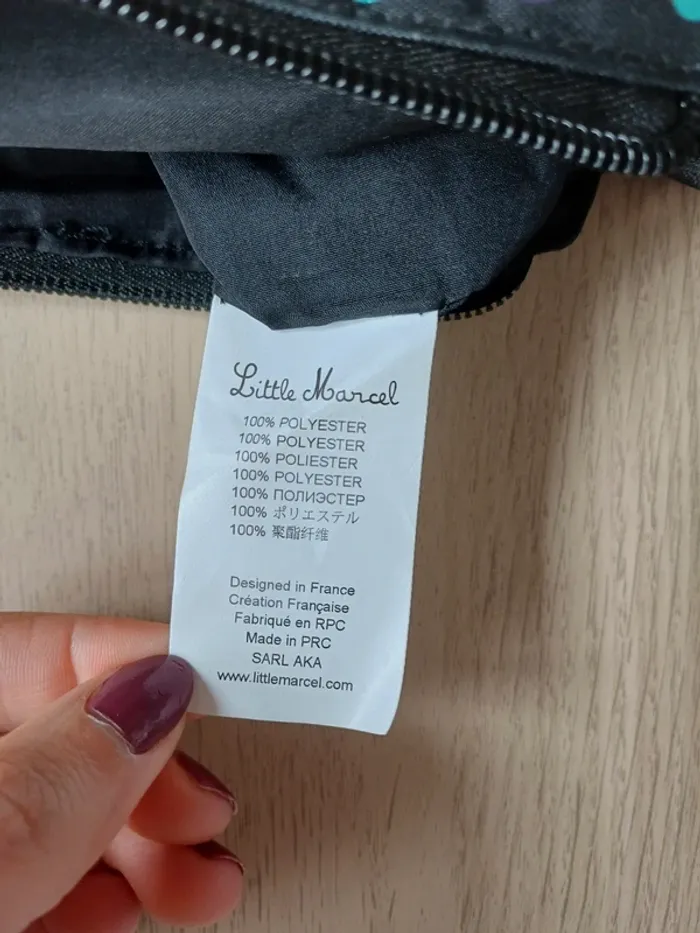 Little Marcel
100% POLYESTER
100% POLYESTER
100% POLIESTER
100% POLYESTER
100% ПОЛИЭСТЕР
100% ポリエステル
100% 聚酯纤维
Designed in France
Création Française
Fabriqué en RPC
Made in PRC
SARL AKA
www.littlemarcel.com